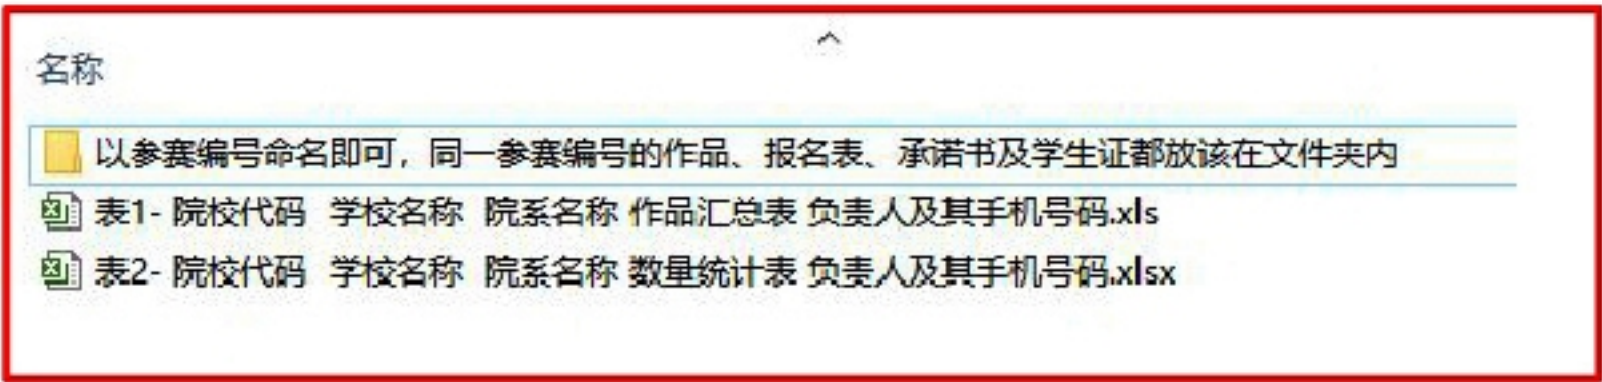 名称
以参赛编号命名即可，同一参赛编号的作品、报名表、承诺书及学生证都放该在文件夹内
表1- 院校代码 学校名称 院系名称 作品汇总表 负责人及其手机号码.xls
表2- 院校代码 学校名称 院系名称 数量统计表 负责人及其手机号码.xlsx